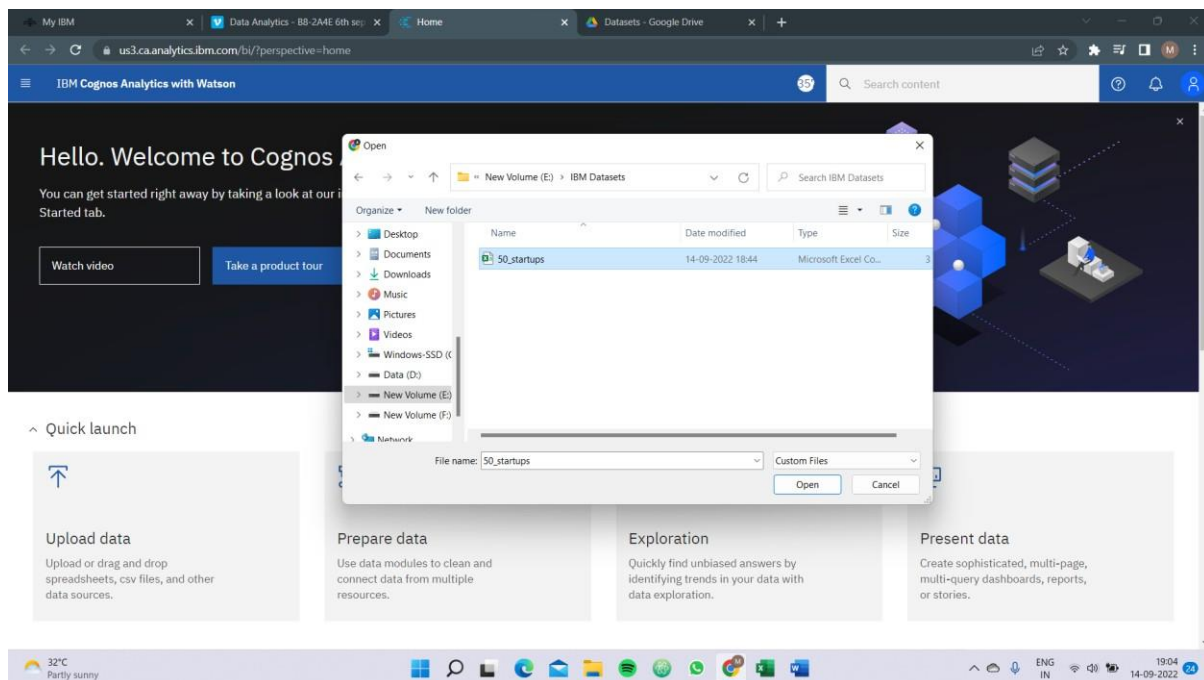 My IBM
Data Analytics - B8-2A4E 6th sep
Home
Datasets - Google Drive
us3.ca.analytics.ibm.com/bi/?perspective=home
M
IBM Cognos Analytics with Watson
Search content
Hello. Welcome to Cognos
You can get started right away by taking a look at our
Started tab.
Watch video
Take a product tour
Open
« New Volume (E:) > IBM Datasets
Search IBM Datasets
Organize
New folder
Name
Date modified
Type
Size
Desktop
Documents
Downloads
Music
Pictures
Videos
Windows-SSD (C
Data (D:)
New Volume (E:)
New Volume (F:)
Network
50_startups
14-09-2022 18:44
Microsoft Excel Co...
3
File name:
50_startups
Custom Files
Open
Cancel
Quick launch
Upload data
Upload or drag and drop
spreadsheets, csv files, and other
data sources.
Prepare data
Use data modules to clean and
connect data from multiple
resources.
Exploration
Quickly find unbiased answers by
identifying trends in your data with
data exploration.
Present data
Create sophisticated, multi-page,
multi-query dashboards, reports,
or stories.
32°C
Partly sunny
ENG
IN
19:04
14-09-2022
24